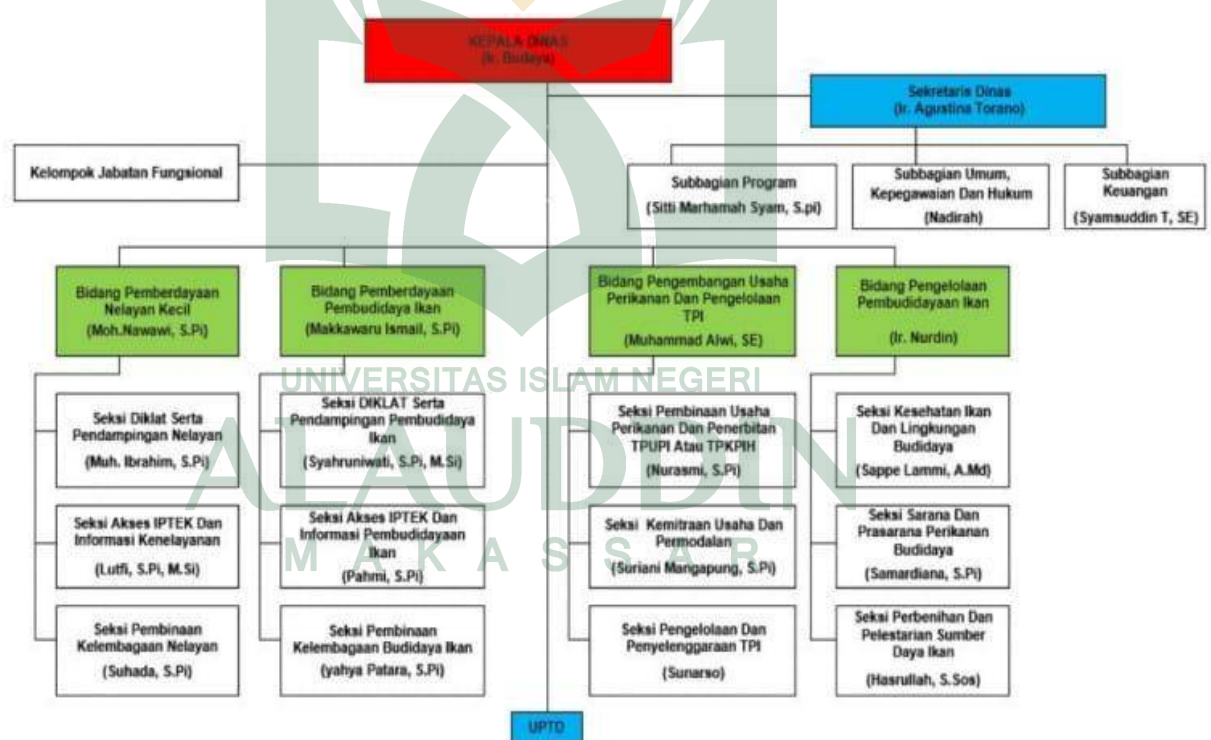 KEPALA DINAS
(Ir. Budaya)
Sekretaris Dinas
(Ir. Agustina Torano)
Kelompok Jabatan Fungsional
Subbagian Program
(Sitti Marhamah Syam, S.pi)
Subbagian Umum,
Kepegawaian Dan Hukum
(Nadirah)
Subbagian
Keuangan
(Syamsuddin T, SE)
Bidang Pemberdayaan
Nelayan Kecil
(Moh.Nawawi, S.Pi)
Bidang Pemberdayaan
Pembudidaya Ikan
(Makkawaru Ismail, S.Pi)
Bidang Pengembangan Usaha
Perikanan Dan Pengelolaan
TPI
(Muhammad Alwi, SE)
Bidang Pengelolaan
Pembudidayaan Ikan
(Ir. Nurdin)
UNIVERSITAS ISLAM NEGERI
ALAUDDIN
MAKASSAR
Seksi Diklat Serta
Pendampingan Nelayan
(Muh. Ibrahim, S.Pi)
Seksi DIKLAT Serta
Pendampingan Pembudidaya
Ikan
(Syahruniwati, S.Pi, M.Si)
Seksi Pembinaan Usaha
Perikanan Dan Penerbitan
TPUPI Atau TPKPIH
(Nurasmi, S.Pi)
Seksi Kesehatan Ikan
Dan Lingkungan
Budidaya
(Sappe Lammi, A.Md)
Seksi Akses IPTEK Dan
Informasi Kenelayanan
(Lutfi, S.Pi, M.Si)
Seksi Akses IPTEK Dan
Informasi Pembudidayaan
Ikan
(Pahmi, S.Pi)
Seksi Kemitraan Usaha Dan
Permodalan
(Suriani Mangapung, S.Pi)
Seksi Sarana Dan
Prasarana Perikanan
Budidaya
(Samardiana, S.Pi)
Seksi Pembinaan
Kelembagaan Nelayan
(Suhada, S.Pi)
Seksi Pembinaan
Kelembagaan Budidaya Ikan
(yahya Patara, S.Pi)
Seksi Pengelolaan Dan
Penyelenggaraan TPI
(Sunarso)
Seksi Perbenihan Dan
Pelestarian Sumber
Daya Ikan
(Hasrullah, S.Sos)
UPTD